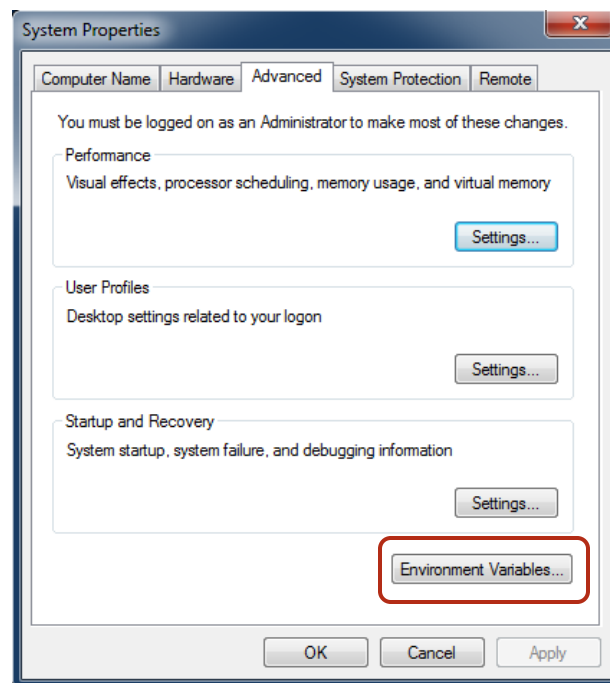 System Properties
Computer Name Hardware Advanced System Protection Remote
You must be logged on as an Administrator to make most of these changes.
Performance
Visual effects, processor scheduling, memory usage, and virtual memory
Settings...
User Profiles
Desktop settings related to your logon
Settings...
Startup and Recovery
System startup, system failure, and debugging information
Settings...
Environment Variables...
OK Cancel Apply